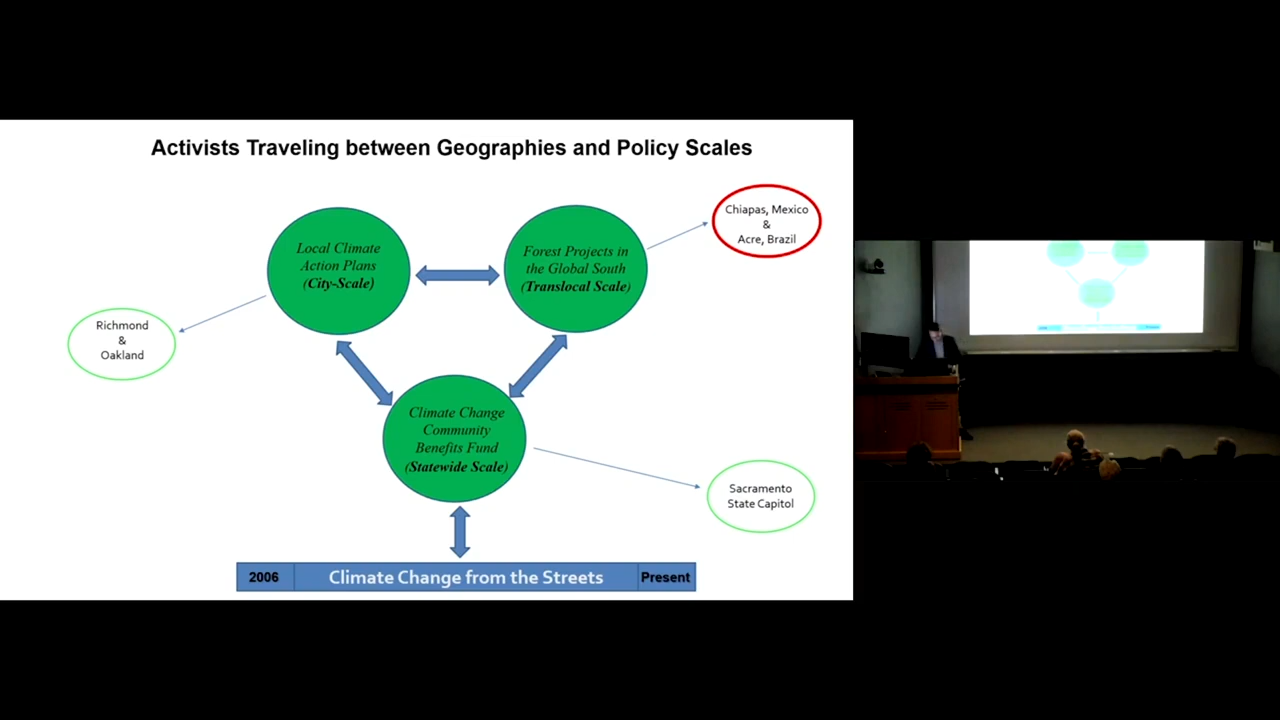 Activists Traveling between Geographies and Policy Scales
Local Climate
Action Plans
(City-Scale)
Forest Projects in
the Global South
(Translocal Scale)
Chiapas, Mexico
&
Acre, Brazil
Richmond
&
Oakland
Climate Change
Community
Benefits Fund
(Statewide Scale)
Sacramento
State Capitol
2006
Climate Change from the Streets
Present